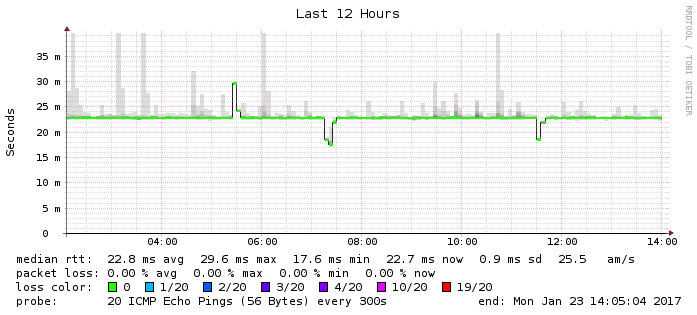 Last 12 Hours
RRDTOOL / TOBI OETIKER
Seconds
35 m
30 m
25 m
20 m
15 m
10 m
5 m
0
04:00 06:00 08:00 10:00 12:00 14:00
median rtt: 22.8 ms avg 29.6 ms max 17.6 ms min 22.7 ms now 0.9 ms sd 25.5 am/s
packet loss: 0.00 % avg 0.00 % max 0.00 % min 0.00 % now
loss color: 0 1/20 2/20 3/20 4/20 10/20 19/20
probe: 20 ICMP Echo Pings (56 Bytes) every 300s end: Mon Jan 23 14:05:04 2017